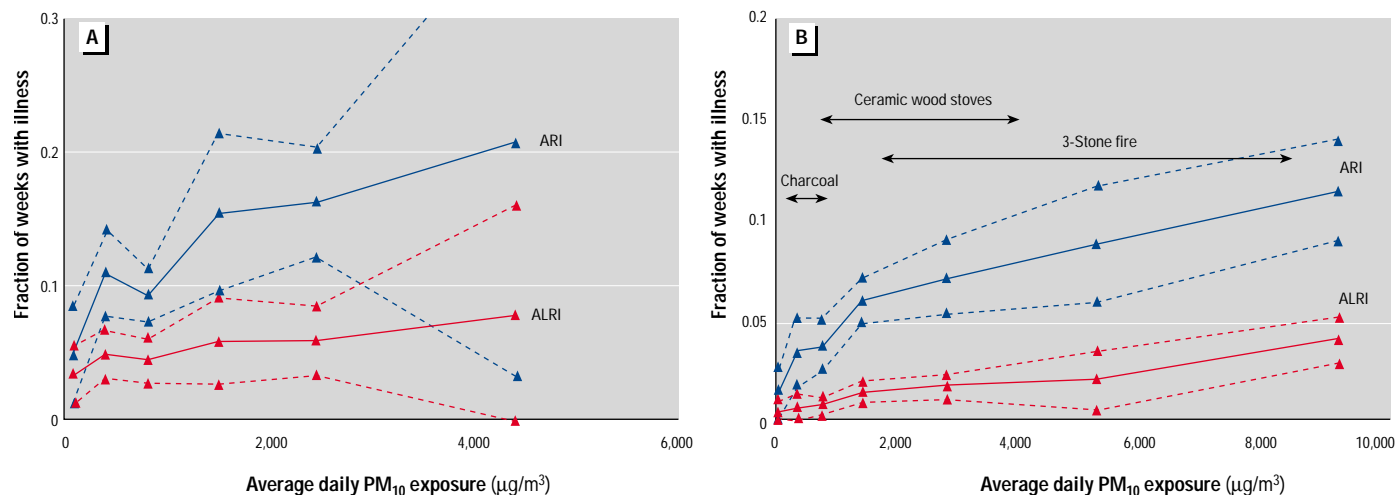 A
Fraction of weeks with illness
0.3
0.2
0.1
0
ARI
ALRI
0
2,000
4,000
6,000
Average daily PM₁₀ exposure (μg/m³)
B
Fraction of weeks with illness
0.2
0.15
0.1
0.05
0
Ceramic wood stoves
3-Stone fire
Charcoal
ARI
ALRI
0
2,000
4,000
6,000
8,000
10,000
Average daily PM₁₀ exposure (μg/m³)